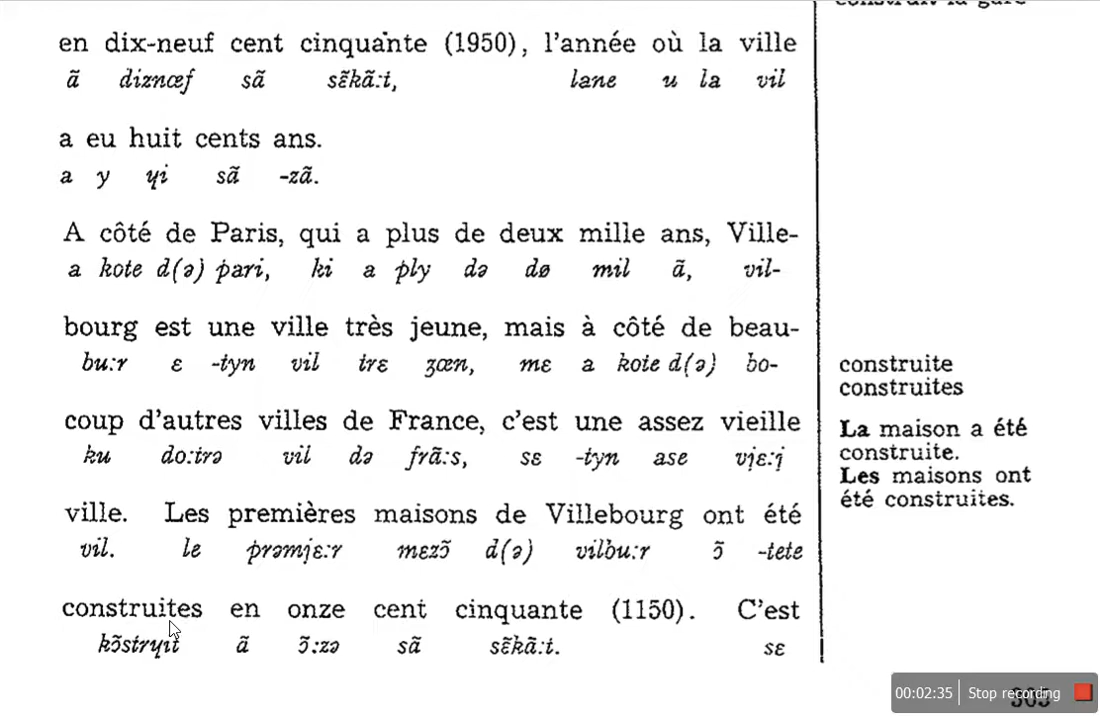 en dix-neuf cent cinquante (1950), l'année où la ville
ã diznœf sã sɛ̃kã:t, lane u la vil
a eu huit cents ans.
a y ɥi sã -zã.
A côté de Paris, qui a plus de deux mille ans, Ville-
a kote d(ə) pari, ki a ply də dø mil ã, vil-
bourg est une ville très jeune, mais à côté de beau-
bu:r ɛ -tyn vil trɛ ʒœn, mɛ a kote d(ə) bo-
coup d'autres villes de France, c'est une assez vieille
ku do:trə vil də frã:s, sɛ -tyn ase vjɛ:j
ville. Les premières maisons de Villebourg ont été
vil. le prəmjɛ:r mɛzɔ̃ d(ə) vilbu:r ɔ̃ -tete
construites en onze cent cinquante (1150). C'est
kɔ̃strɥit ã ɔ̃:zə sã sɛ̃kã:t. sɛ
construite
construites
La maison a été
construite.
Les maisons ont
été construites.
00:02:35 Stop recording